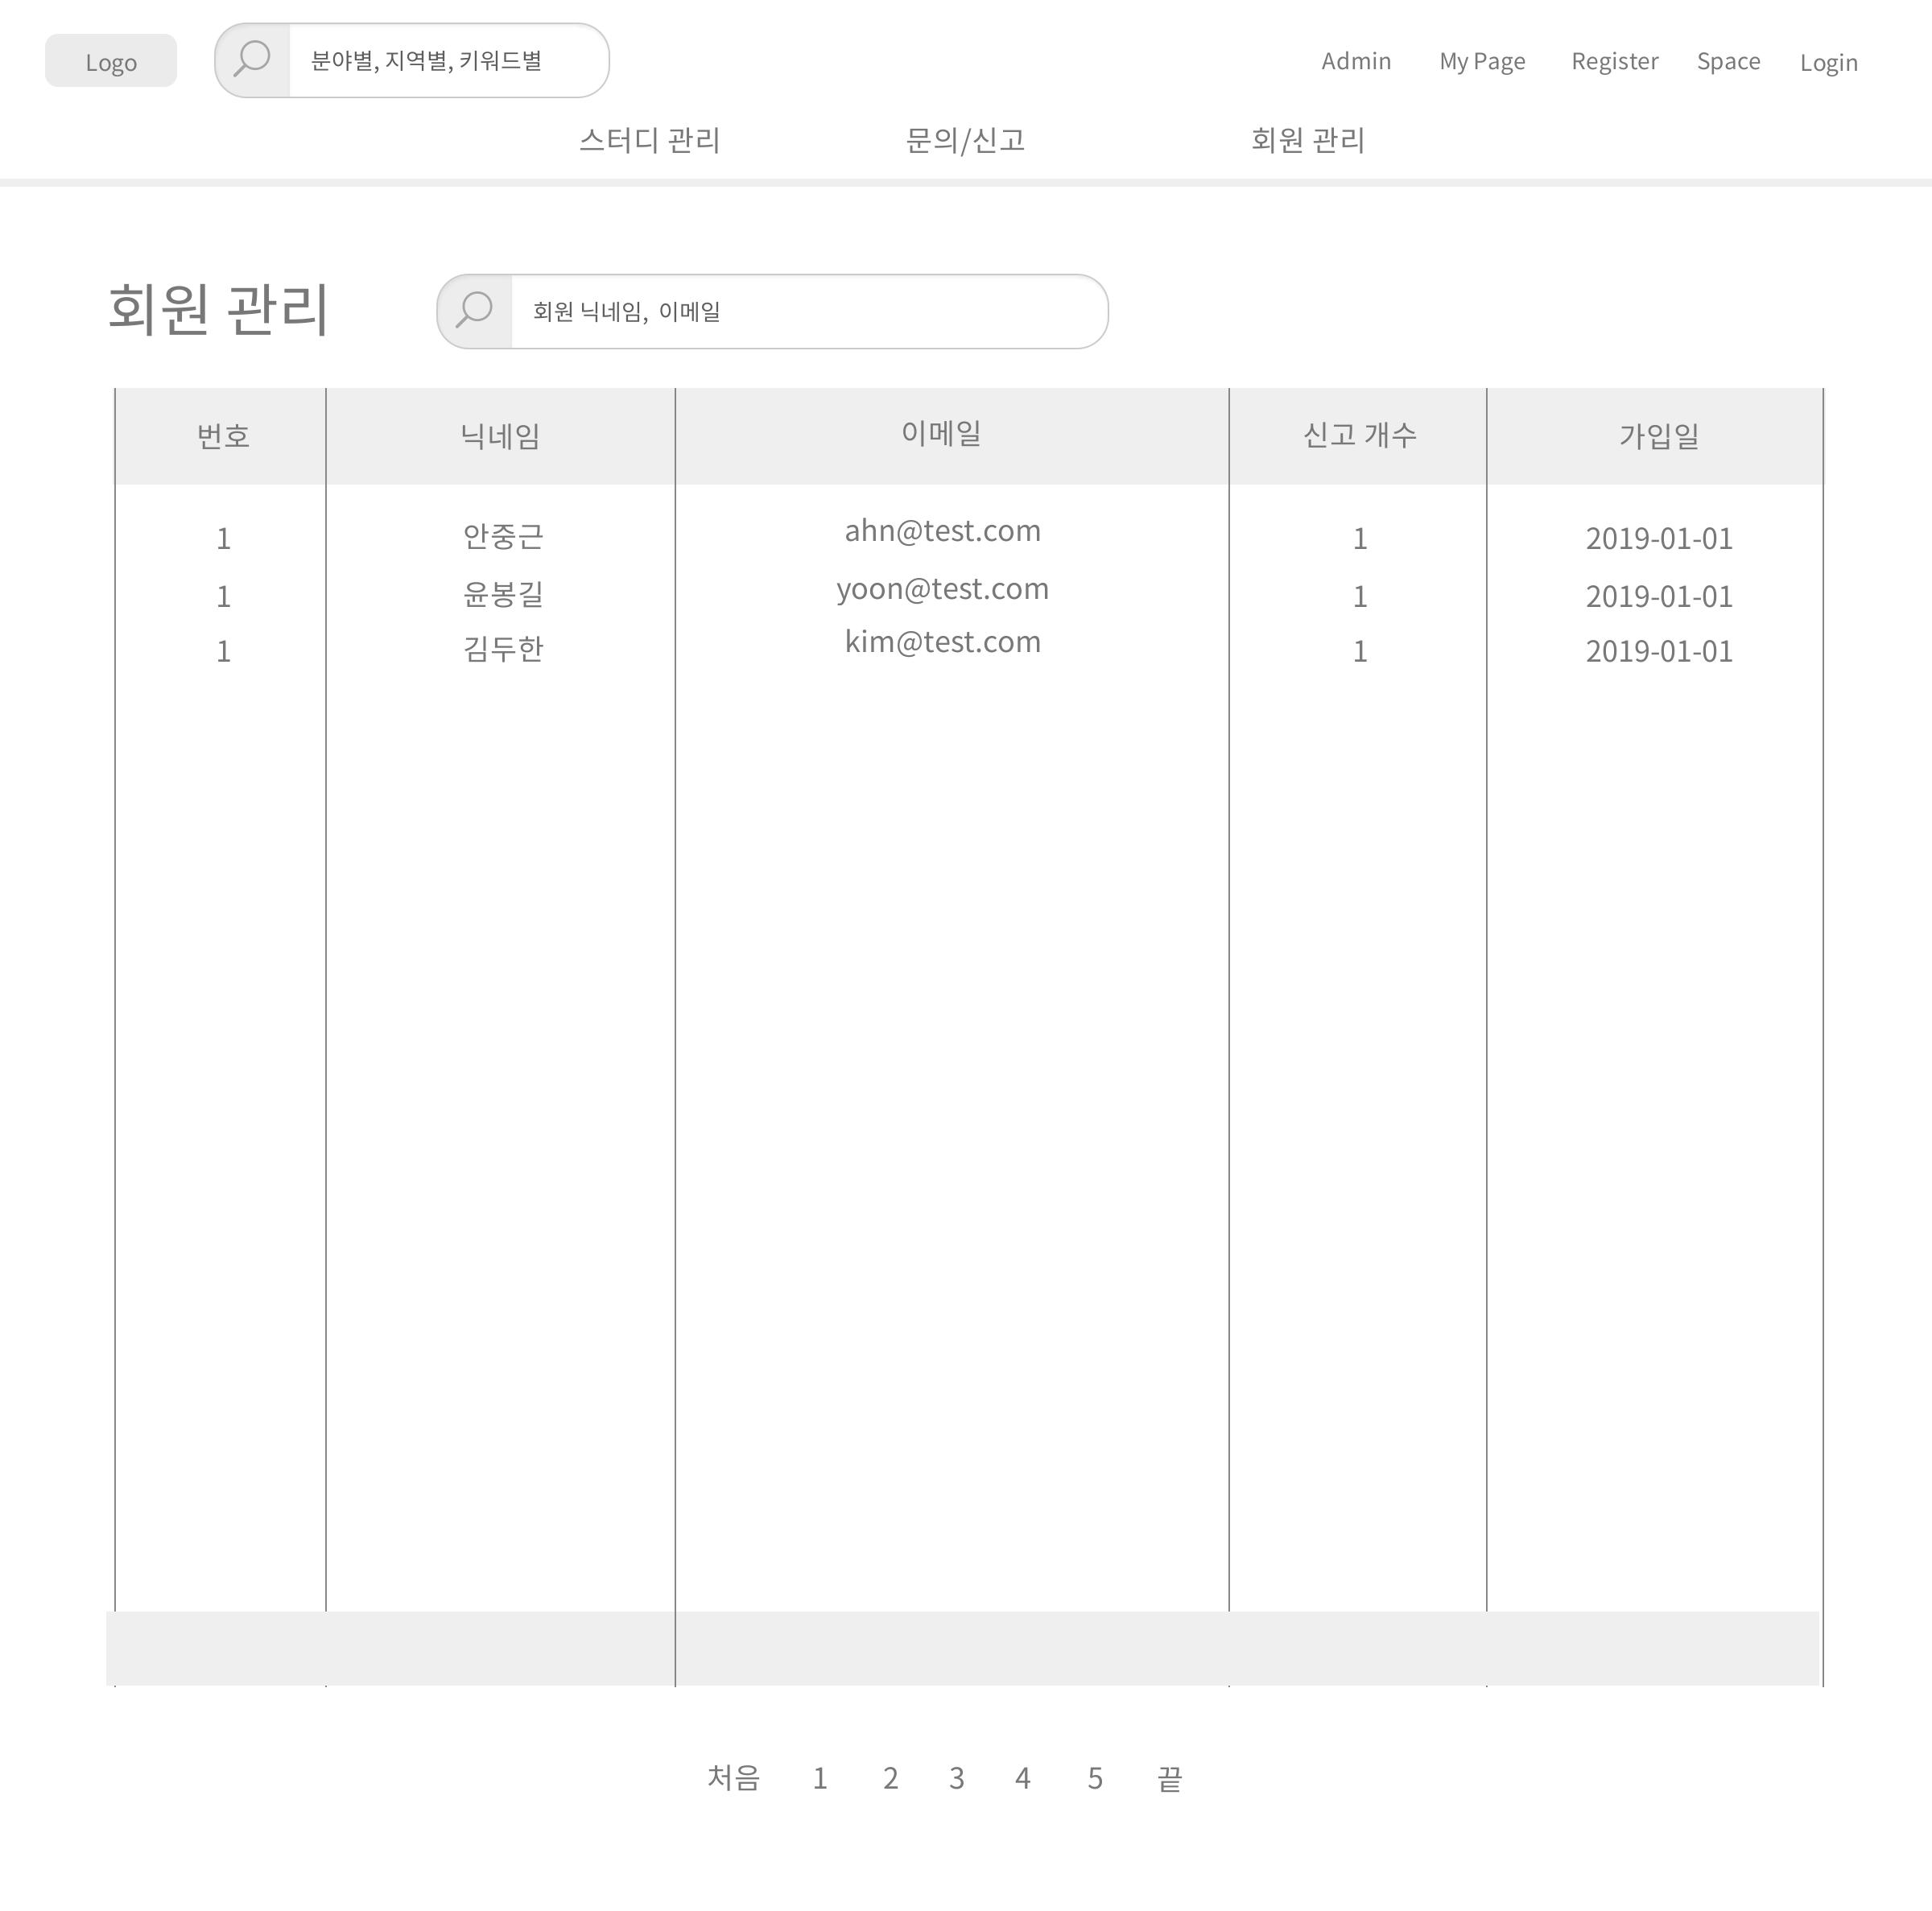 Logo
분야별, 지역별, 키워드별
Admin My Page Register Space Login
스터디 관리 문의/신고 회원 관리
회원 관리
회원 닉네임, 이메일
번호 닉네임 이메일 신고 개수 가입일
1 안중근 ahn@test.com 1 2019-01-01
1 윤봉길 yoon@test.com 1 2019-01-01
1 김두한 kim@test.com 1 2019-01-01
처음 1 2 3 4 5 끝